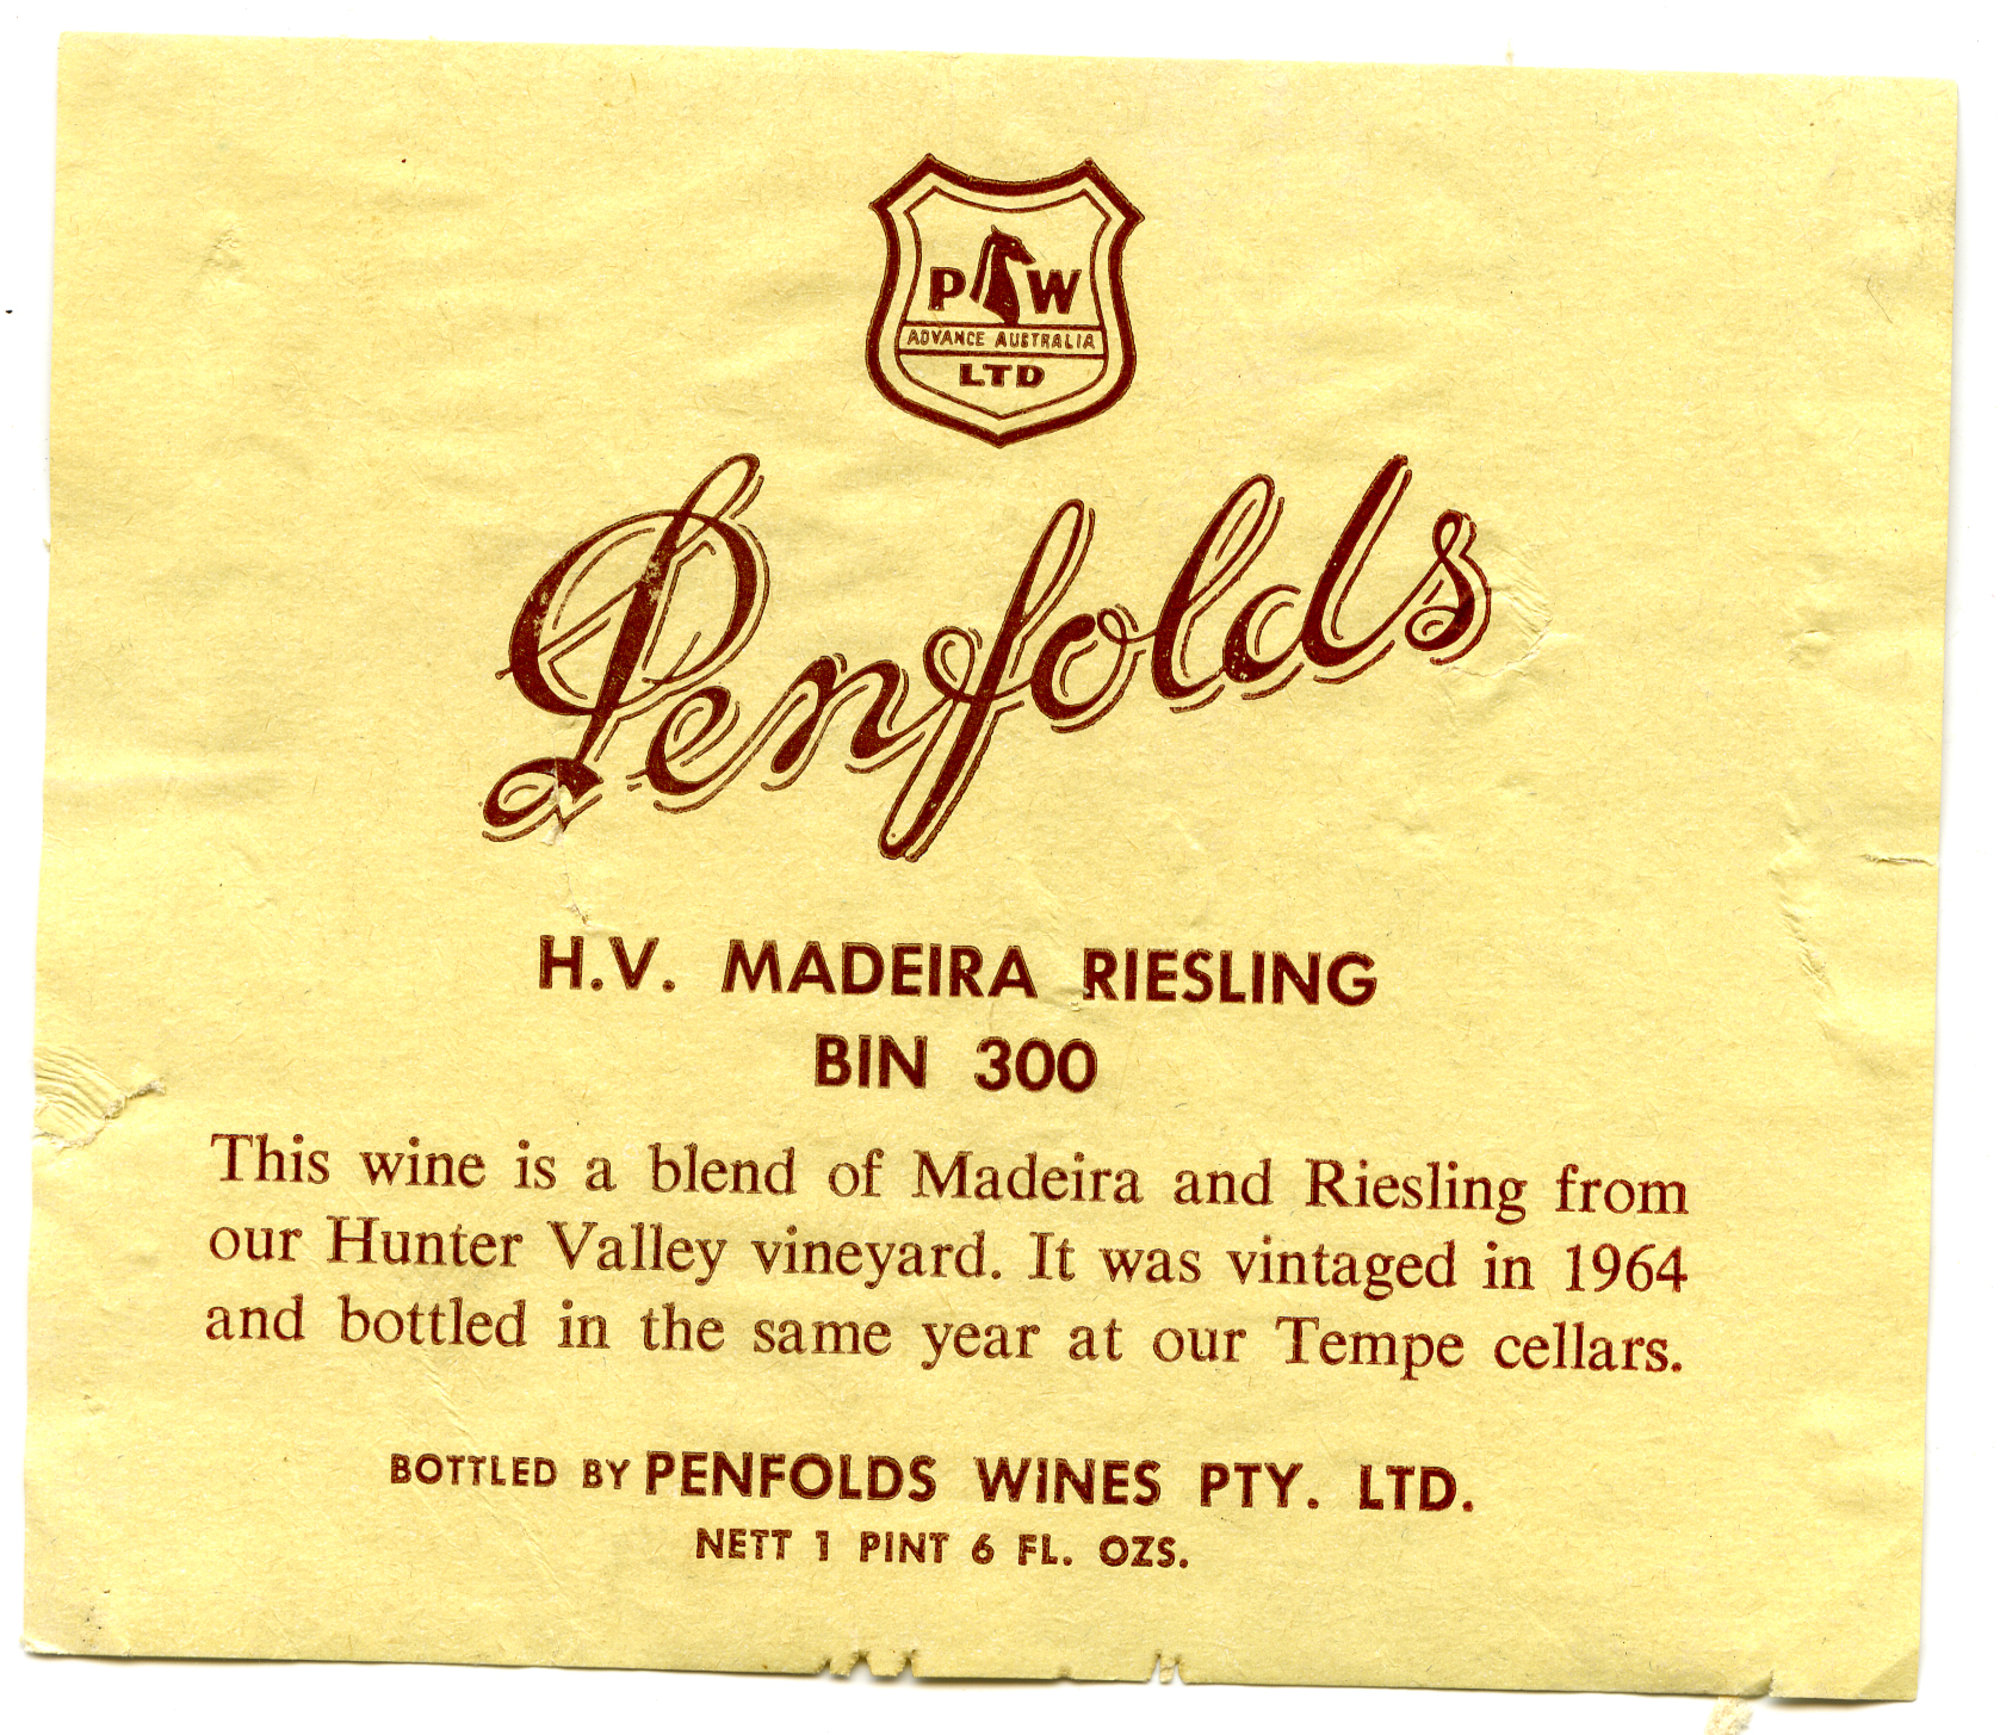 P W
ADVANCE AUSTRALIA
LTD
Penfolds
H.V. MADEIRA RIESLING
BIN 300
This wine is a blend of Madeira and Riesling from
our Hunter Valley vineyard. It was vintaged in 1964
and bottled in the same year at our Tempe cellars.
BOTTLED BY PENFOLDS WINES PTY. LTD.
NETT 1 PINT 6 FL. OZS.